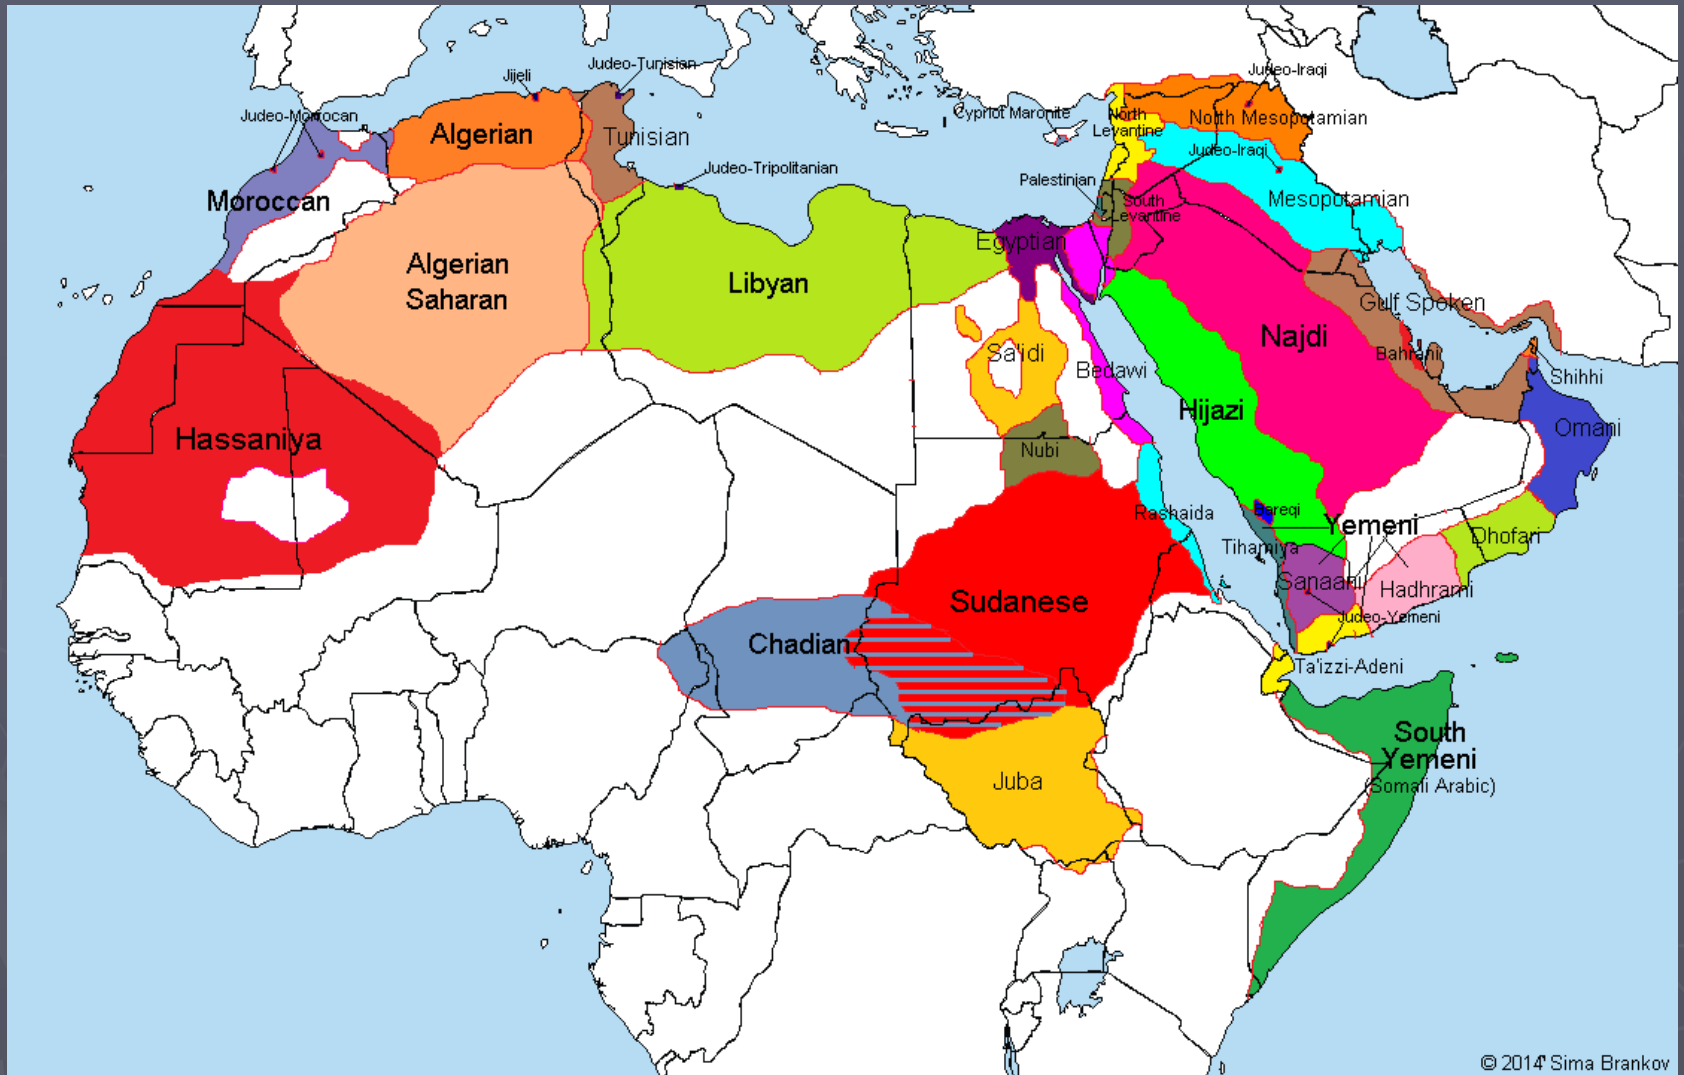 Judeo-Tunisian
Jijeli
Judeo-Iraqi
Judeo-Morrocan
Cypriot Maronite
North
Levantine
North Mesopotamian
Algerian
Tunisian
Judeo-Iraqi
Judeo-Tripolitanian
Palestinian
Moroccan
South
Levantine
Mesopotamian
Egyptian
Algerian
Saharan
Libyan
Gulf Spoken
Najdi
Sa'idi
Bahrani
Bedawi
Shihhi
Hijazi
Omani
Hassaniya
Nubi
Rashaida
Bareqi
Yemeni
Tihamiya
Dhofari
Sanaani
Hadhrami
Sudanese
Judeo-Yemeni
Chadian
Ta'izzi-Adeni
South
Yemeni
(Somali Arabic)
Juba
© 2014 Sima Brankov